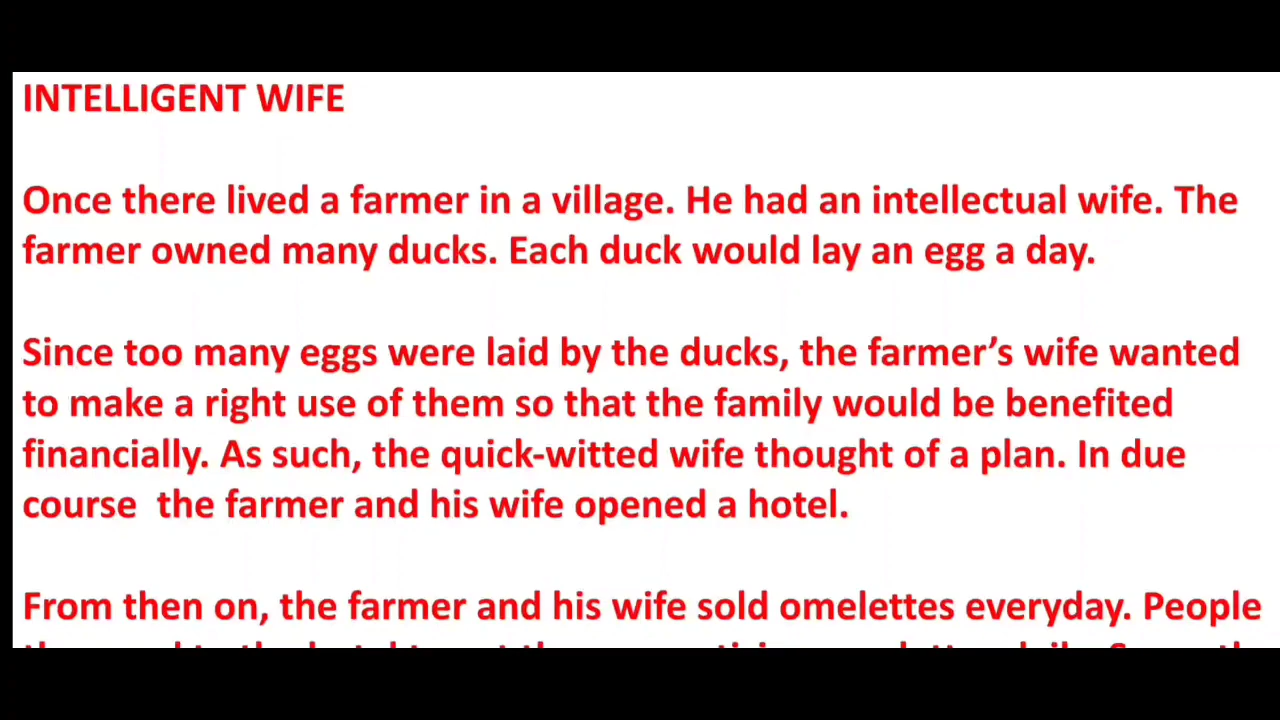 INTELLIGENT WIFE
Once there lived a farmer in a village. He had an intellectual wife. The
farmer owned many ducks. Each duck would lay an egg a day.
Since too many eggs were laid by the ducks, the farmer’s wife wanted
to make a right use of them so that the family would be benefited
financially. As such, the quick-witted wife thought of a plan. In due
course  the farmer and his wife opened a hotel.
From then on, the farmer and his wife sold omelettes everyday. People